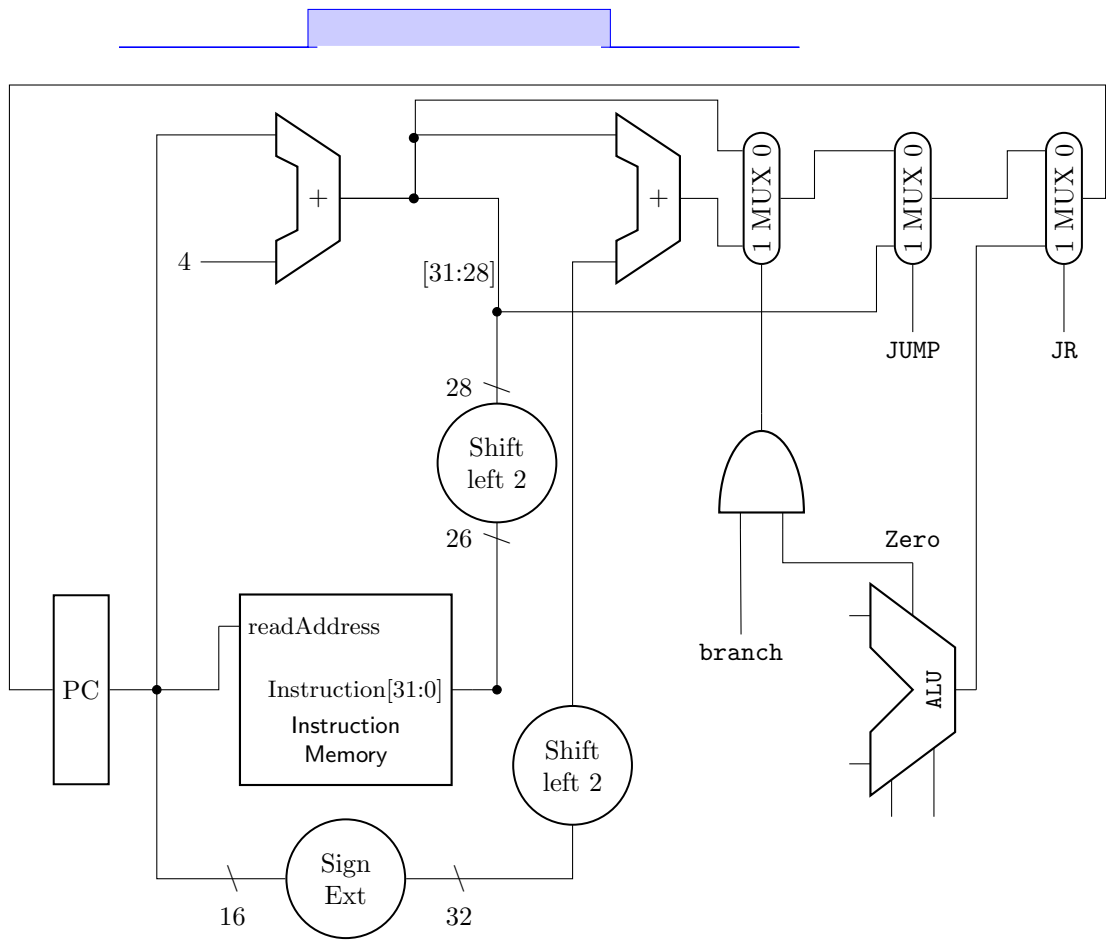 +
+
1 MUX 0
1 MUX 0
1 MUX 0
4
[31:28]
JUMP
JR
28
Shift
left 2
26
Zero
readAddress
branch
PC
Instruction[31:0]
ALU
Instruction
Memory
Shift
left 2
Sign
Ext
16
32